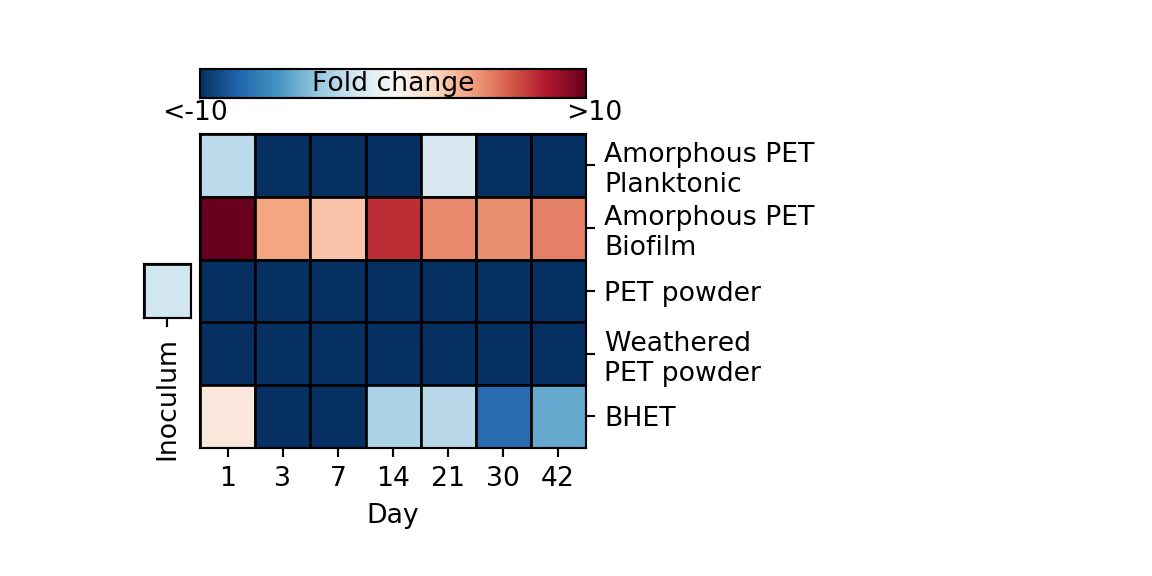 Fold change
<-10
>10
Amorphous PET
Planktonic
Amorphous PET
Biofilm
PET powder
Weathered
PET powder
BHET
Inoculum
1 3 7 14 21 30 42
Day